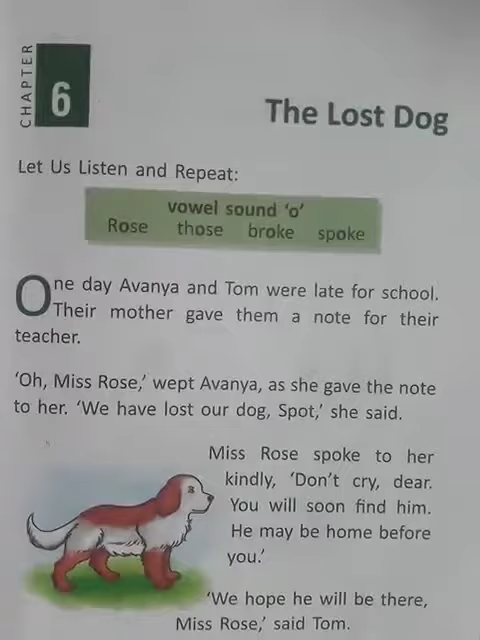 CHAPTER
6
The Lost Dog
Let Us Listen and Repeat:
vowel sound ‘o’
Rose those broke spoke
One day Avanya and Tom were late for school.
Their mother gave them a note for their
teacher.
‘Oh, Miss Rose,’ wept Avanya, as she gave the note
to her. ‘We have lost our dog, Spot,’ she said.
Miss Rose spoke to her
kindly, ‘Don’t cry, dear.
You will soon find him.
He may be home before
you.’
‘We hope he will be there,
Miss Rose,’ said Tom.